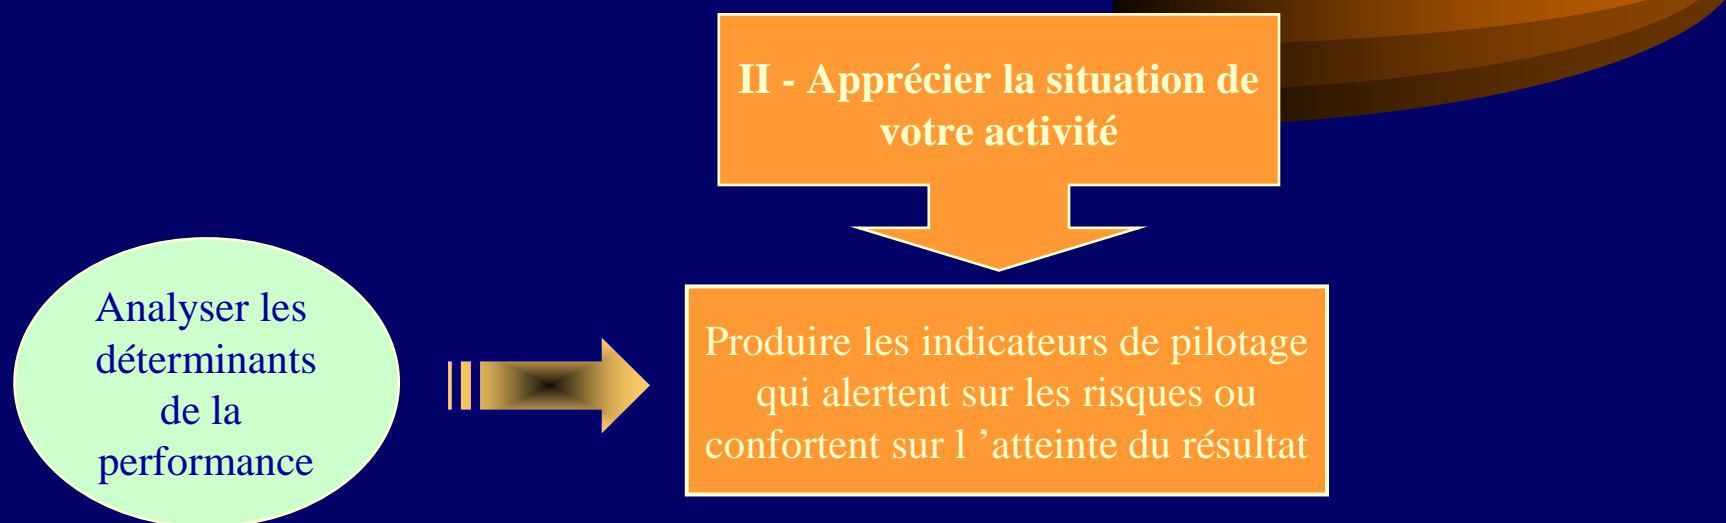 II - Apprécier la situation de
votre activité
Analyser les
déterminants
de la
performance
Produire les indicateurs de pilotage
qui alertent sur les risques ou
confortent sur l ’atteinte du résultat